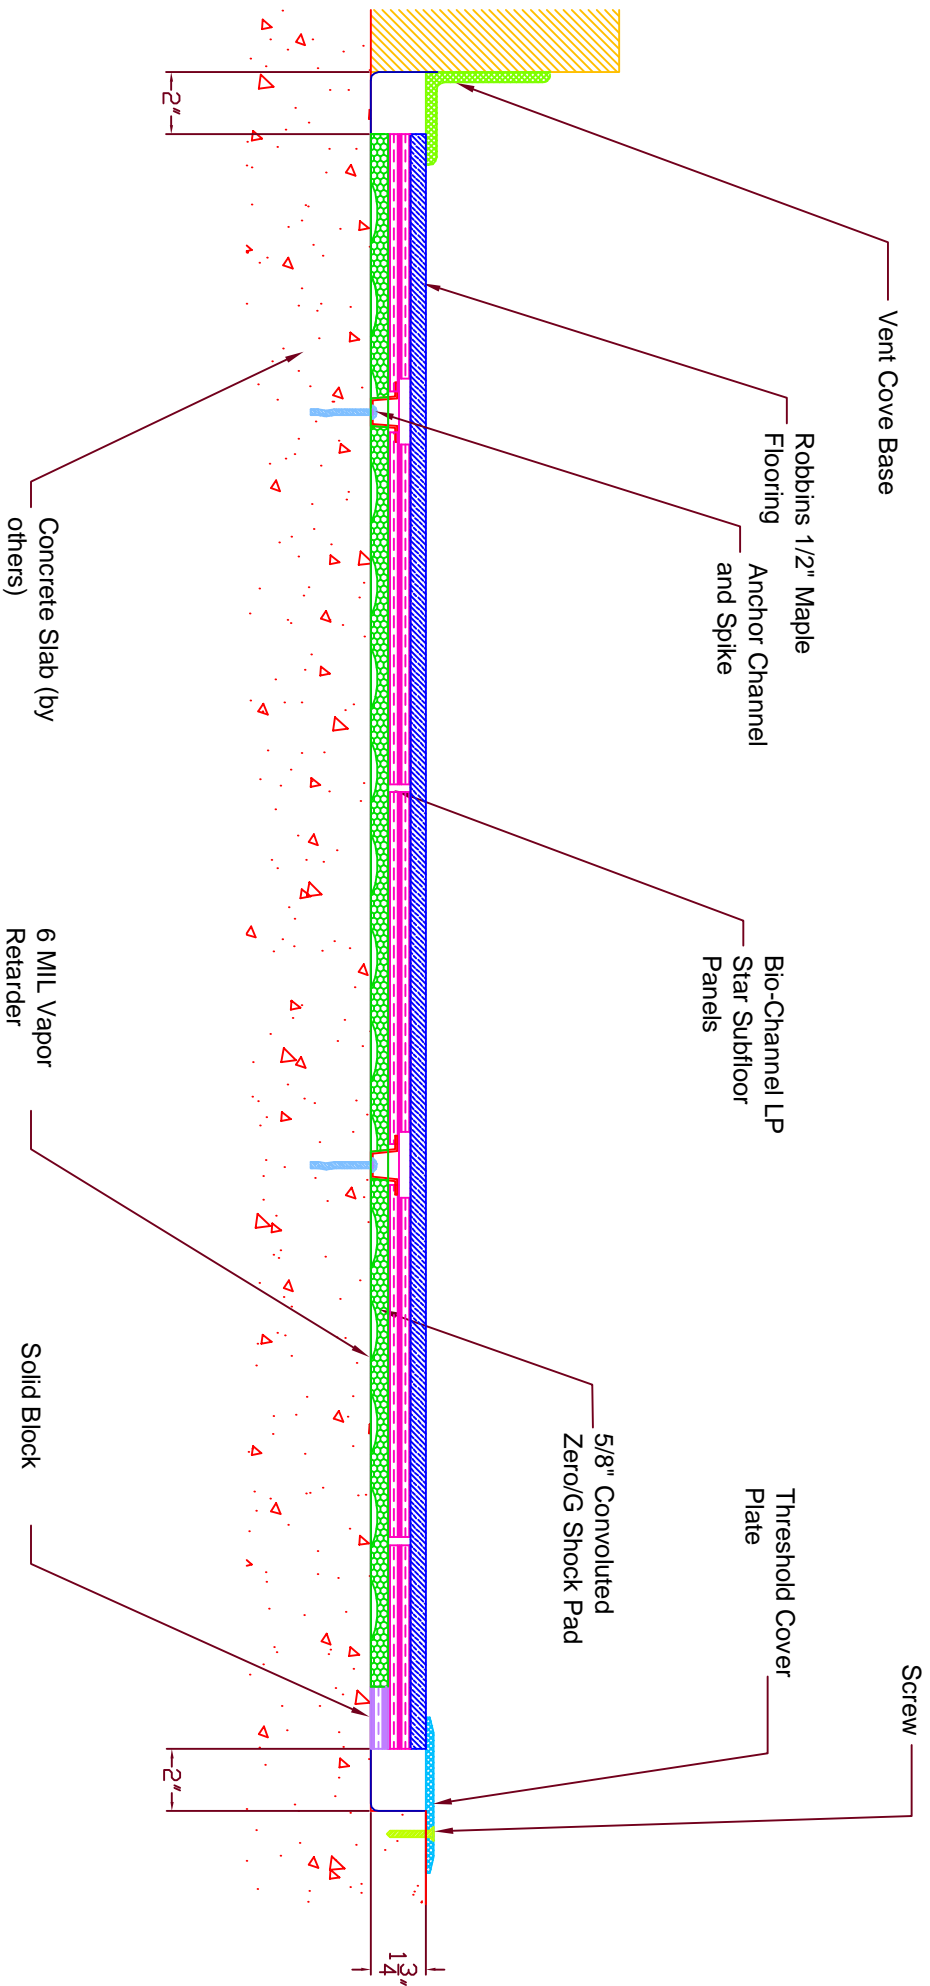 Vent Cove Base
Robbins 1/2" Maple
Flooring
Anchor Channel
and Spike
Bio-Channel LP
Star Subfloor
Panels
5/8" Convoluted
Zero/G Shock Pad
Threshold Cover
Plate
Screw
2"
2"
1 3/4"
Concrete Slab (by
others)
6 MIL Vapor
Retarder
Solid Block